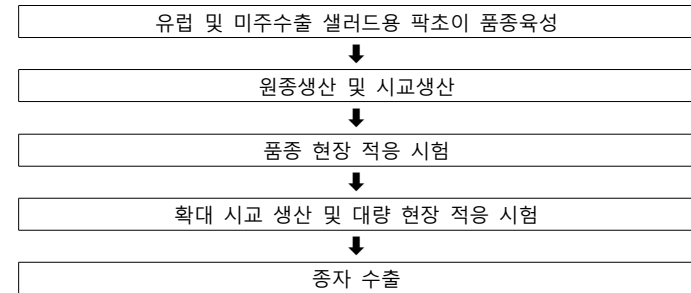 유럽 및 미주수출 샐러드용 팍초이 품종육성
⬇
원종생산 및 시교생산
⬇
품종 현장 적응 시험
⬇
확대 시교 생산 및 대량 현장 적응 시험
⬇
종자 수출